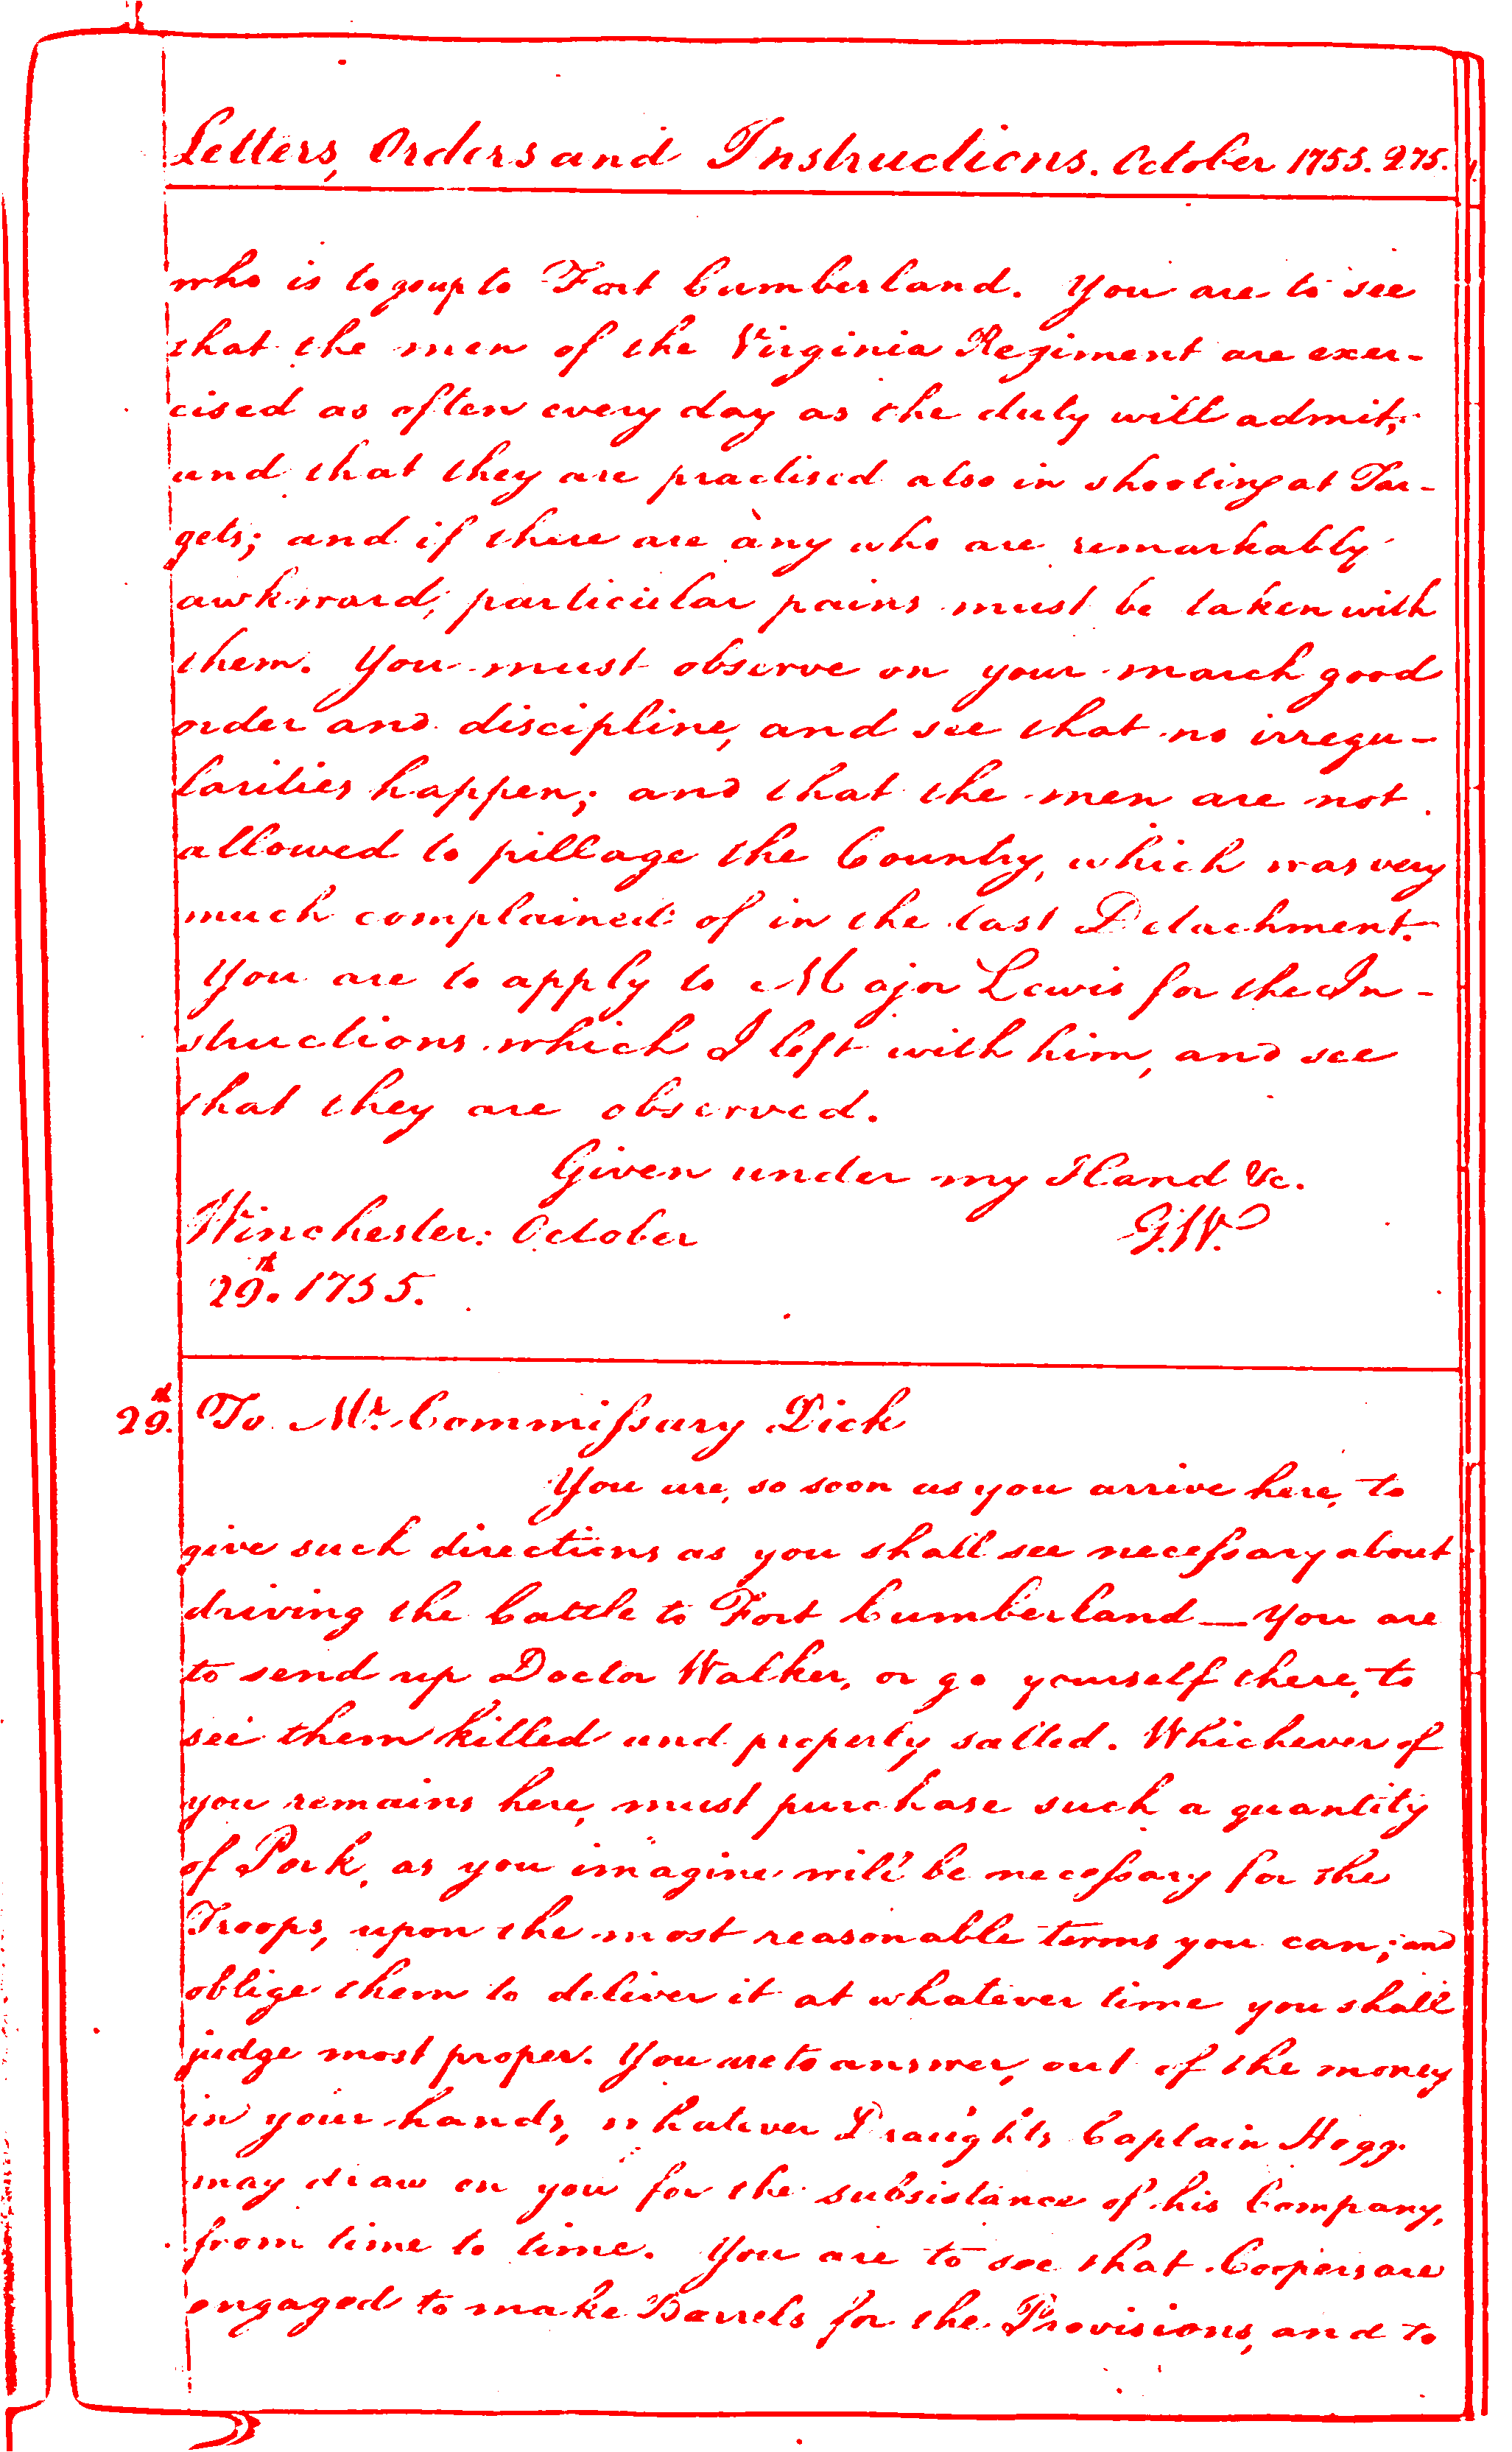 Letters, Orders and Instructions. October 1755. 275.
who is to go up to Fort Cumberland. You are to see
that the men of the Virginia Regiment are exer-
cised as often every day as the duty will admit;
and that they are practised also in shooting at Tar-
gets; and if there are any who are remarkably
awkward, particular pains must be taken with
them. You must observe on your march good
order and discipline, and see that no irregu-
larities happen; and that the men are not
allowed to pillage the Country, which was very
much complained of in the last Detachment.
You are to apply to Major Lewis for the In-
structions which I left with him, and see
that they are observed.
Given under my Hand &c.
Winchester: October G.W.
29th. 1755.
29th. To Mr. Commissary Dick
You are, so soon as you arrive here, to
give such directions as you shall see necessary about
driving the Cattle to Fort Cumberland—You are
to send up Doctor Walker, or go yourself there, to
see them killed and properly salted. Whichever of
you remains here, must purchase such a quantity
of Pork, as you imagine will be necessary for the
Troops, upon the most reasonable terms you can; and
oblige them to deliver it at whatever time you shall
judge most proper. You are to answer, out of the money
in your hands, whatever Draughts Captain Hogg
may draw on you for the subsistance of his Company,
from time to time. You are to see that Coopers are
engaged to make Barrels for the Provisions, and to